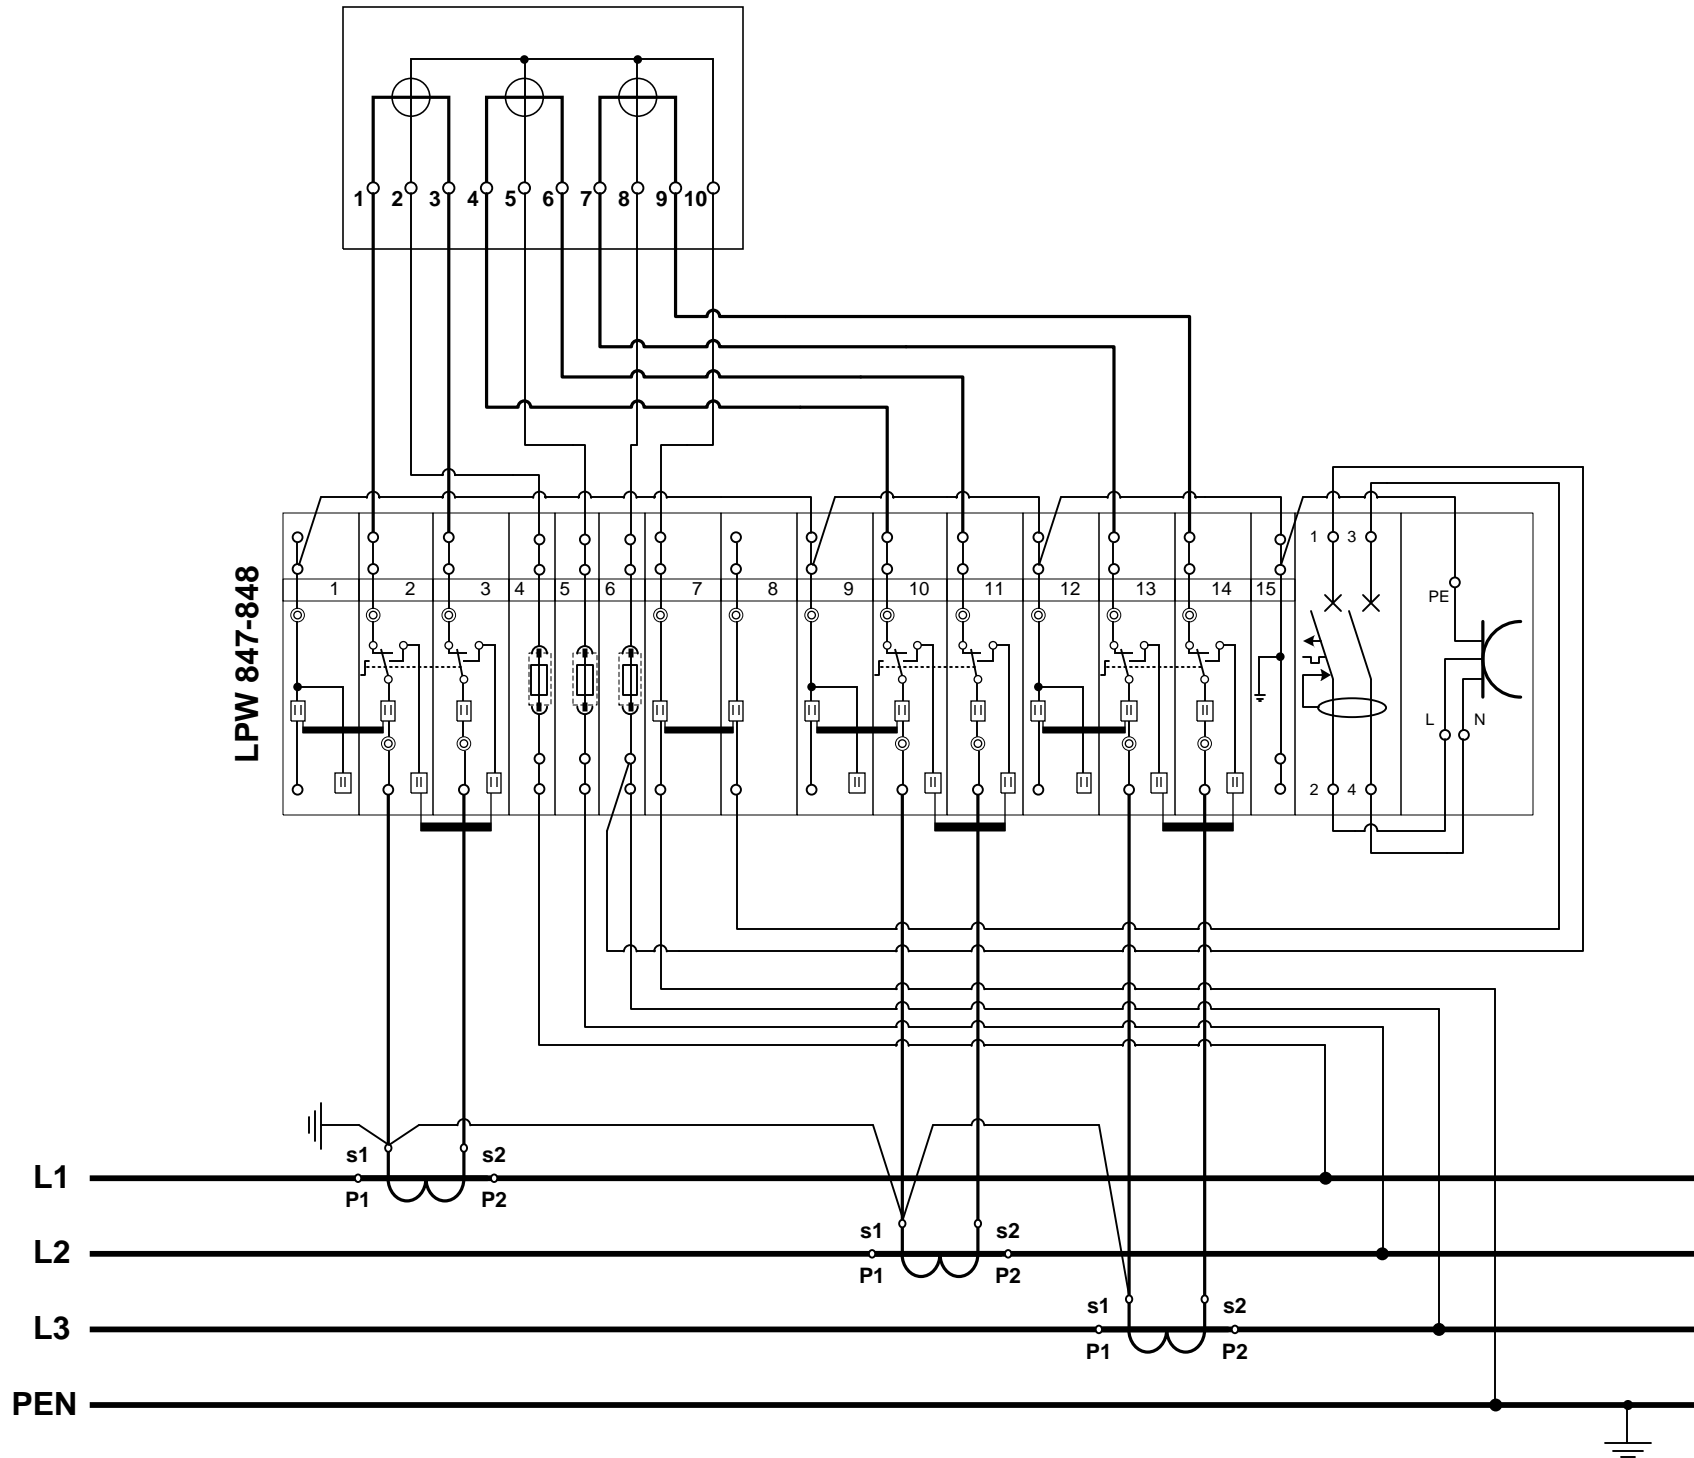 1 2 3 4 5 6 7 8 9 10
LPW 847-848
1 3
1 2 3 4 5 6 7 8 9 10 11 12 13 14 15
PE
L N
2 4
s1 s2
L1
P1 P2
s1 s2
L2
P1 P2
s1 s2
L3
P1 P2
PEN